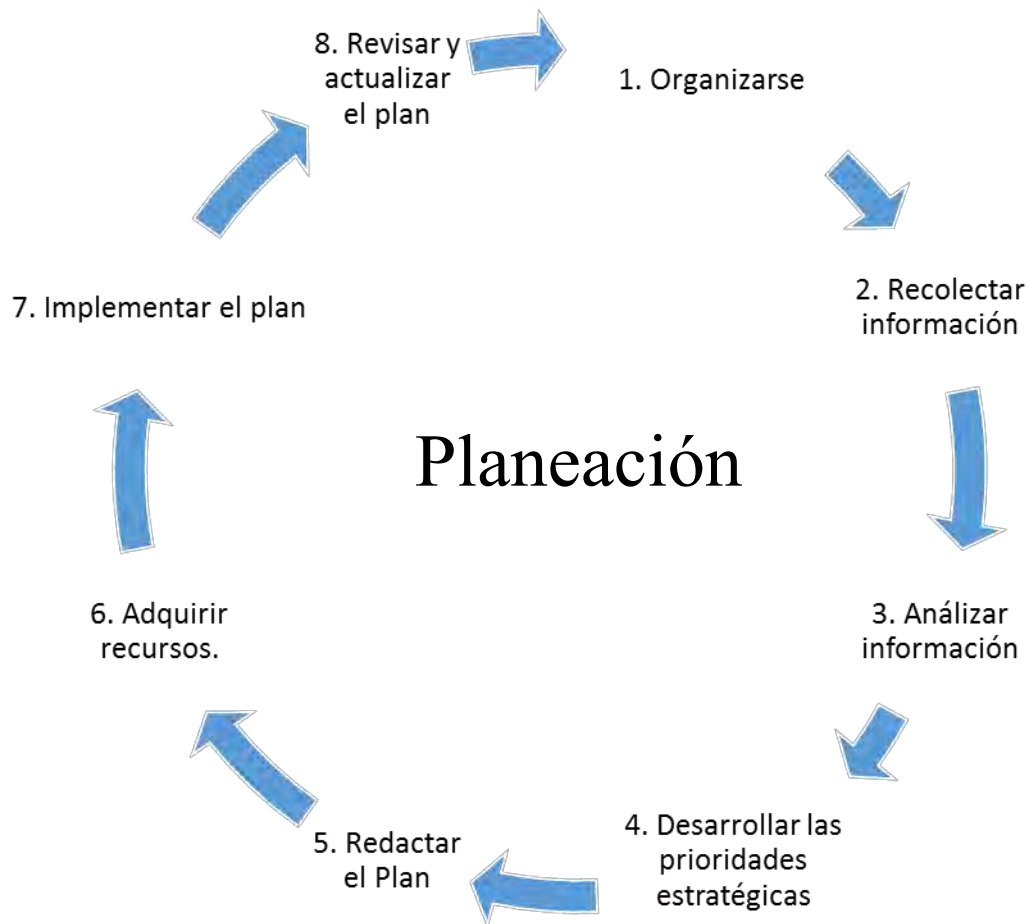 8. Revisar y
actualizar
el plan
1. Organizarse
2. Recolectar
información
3. Análizar
información
4. Desarrollar las
prioridades
estratégicas
5. Redactar
el Plan
6. Adquirir
recursos.
7. Implementar el plan
Planeación